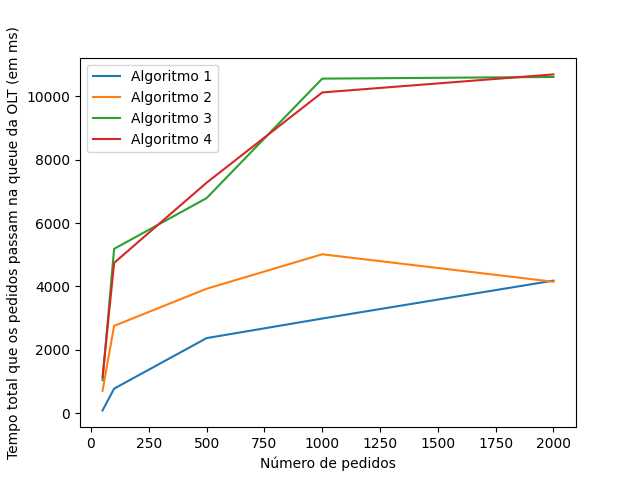 Tempo total que os pedidos passam na queue da OLT (em ms)
10000
8000
6000
4000
2000
0
Algoritmo 1
Algoritmo 2
Algoritmo 3
Algoritmo 4
0 250 500 750 1000 1250 1500 1750 2000
Número de pedidos